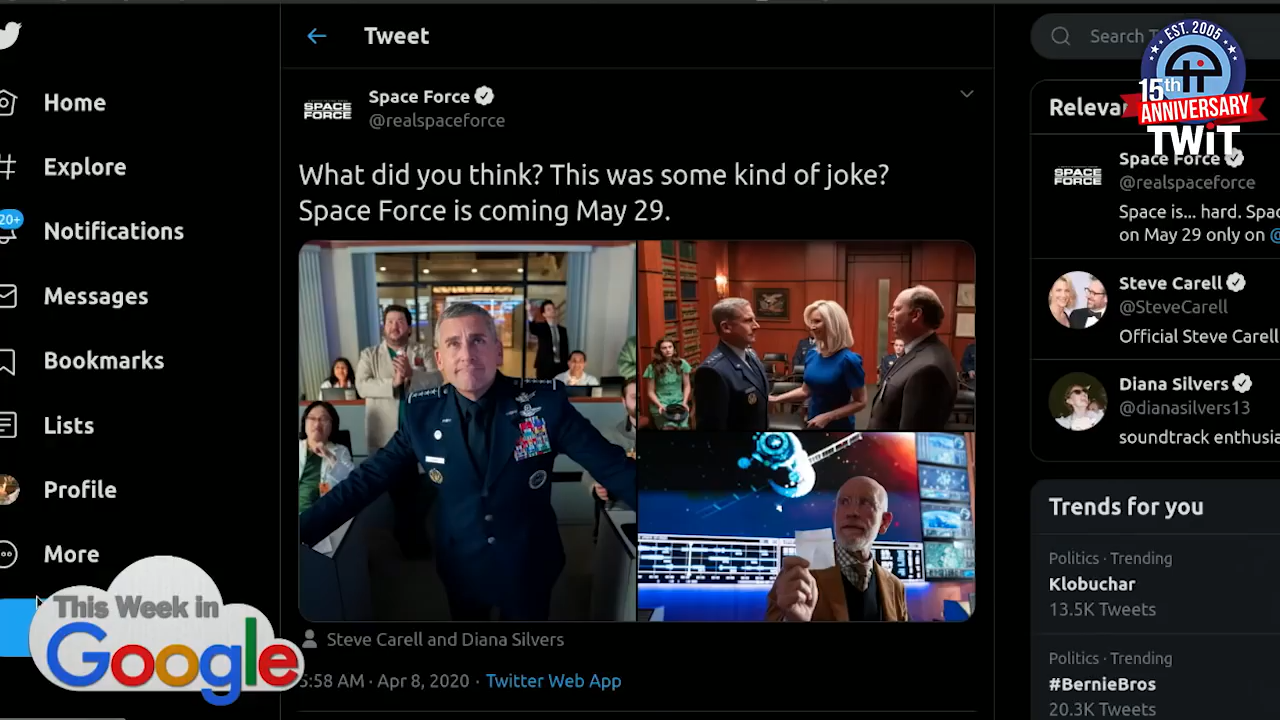 Tweet
Search T
Home
Explore
20+
Notifications
Messages
Bookmarks
Lists
Profile
More
SPACE
FORCE
Space Force
@realspaceforce
What did you think? This was some kind of joke?
Space Force is coming May 29.
Steve Carell and Diana Silvers
:58 AM · Apr 8, 2020 · Twitter Web App
Releva
SPACE
FORCE
Space Force
@realspaceforce
Space is... hard. Spac
on May 29 only on @
Steve Carell
@SteveCarell
Official Steve Carell
Diana Silvers
@dianasilvers13
soundtrack enthusia
Trends for you
Politics · Trending
Klobuchar
13.5K Tweets
Politics · Trending
#BernieBros
20.3K Tweets
EST. 2005
15th
ANNIVERSARY
TWiT
This Week in
Google